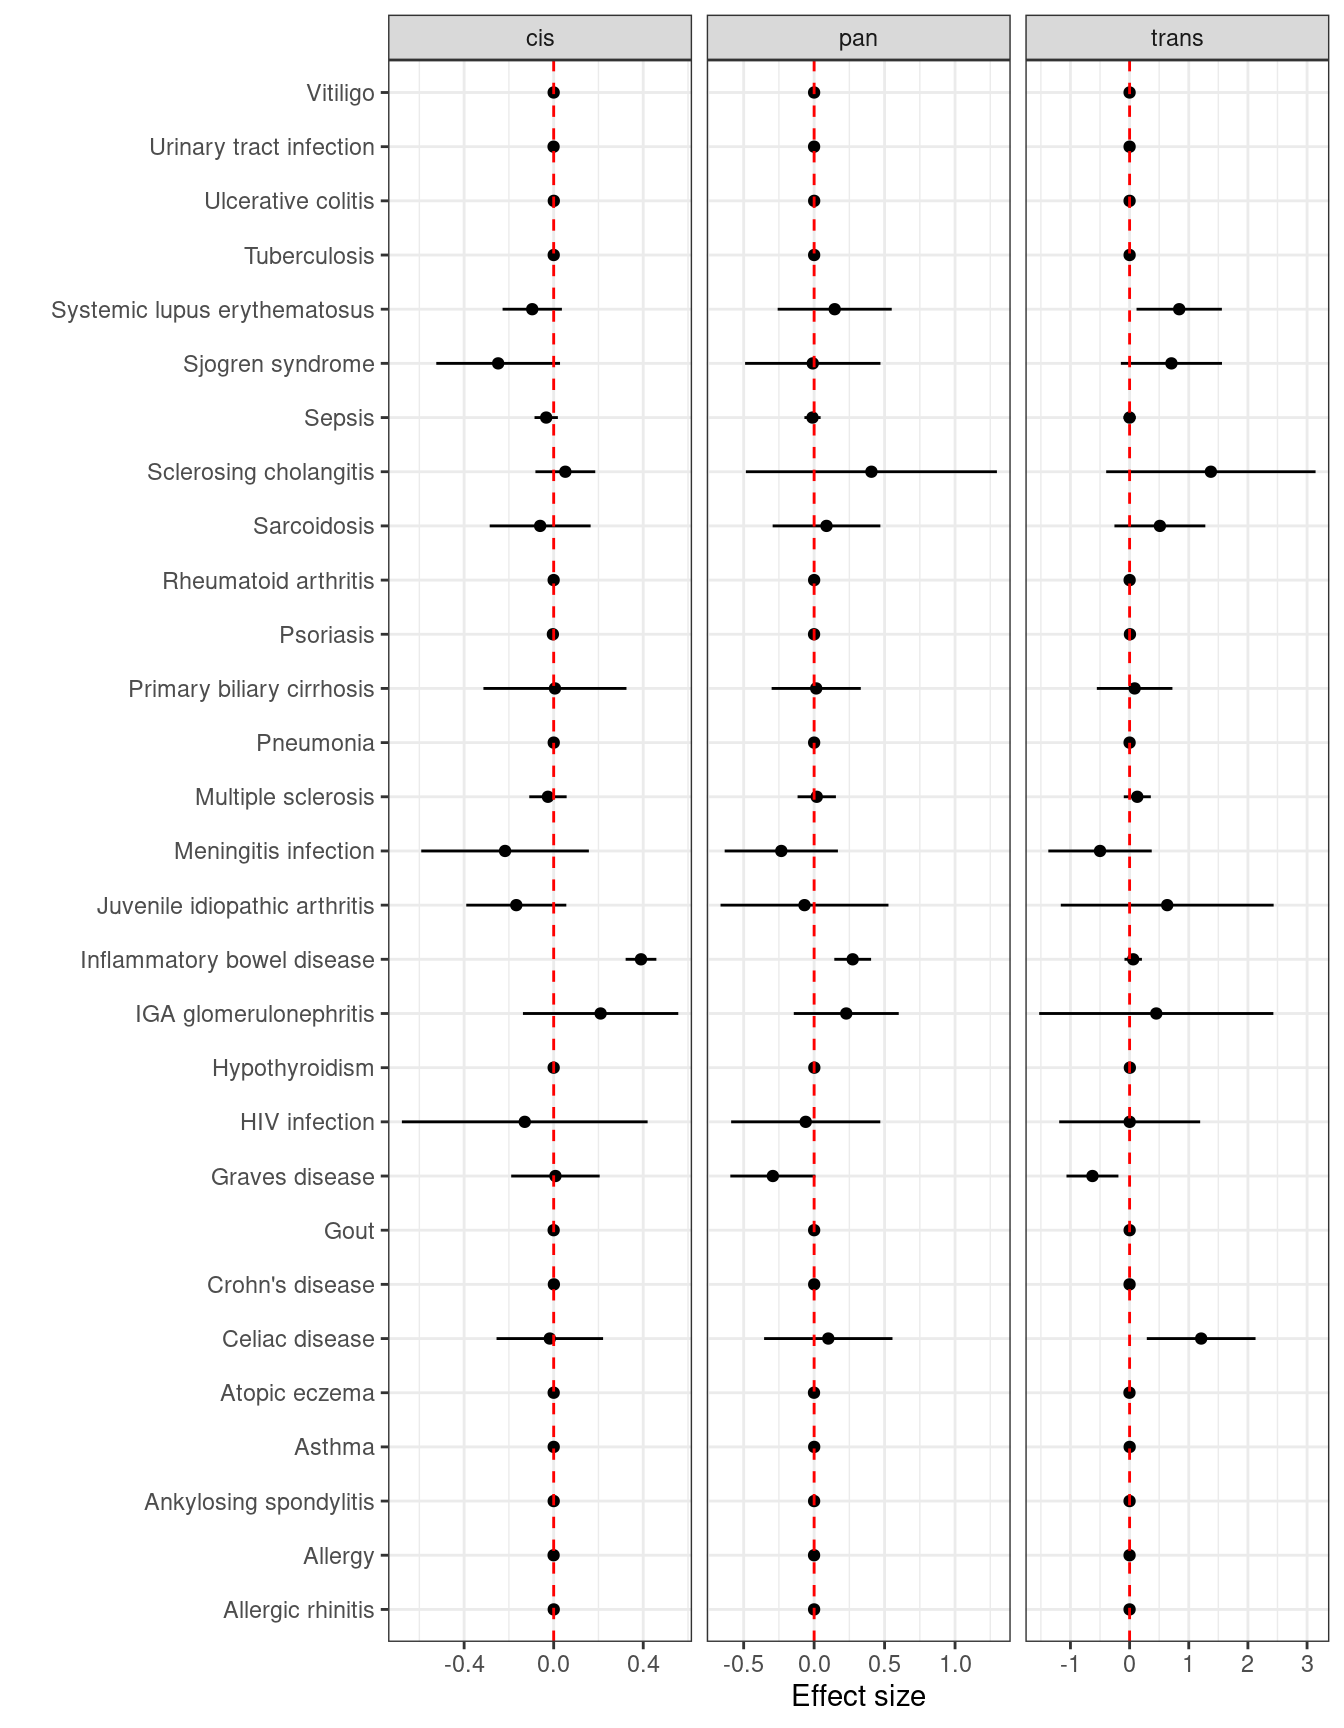 cis pan trans
Vitiligo
Urinary tract infection
Ulcerative colitis
Tuberculosis
Systemic lupus erythematosus
Sjogren syndrome
Sepsis
Sclerosing cholangitis
Sarcoidosis
Rheumatoid arthritis
Psoriasis
Primary biliary cirrhosis
Pneumonia
Multiple sclerosis
Meningitis infection
Juvenile idiopathic arthritis
Inflammatory bowel disease
IGA glomerulonephritis
Hypothyroidism
HIV infection
Graves disease
Gout
Crohn's disease
Celiac disease
Atopic eczema
Asthma
Ankylosing spondylitis
Allergy
Allergic rhinitis
-0.4 0.0 0.4 -0.5 0.0 0.5 1.0 -1 0 1 2 3
Effect size